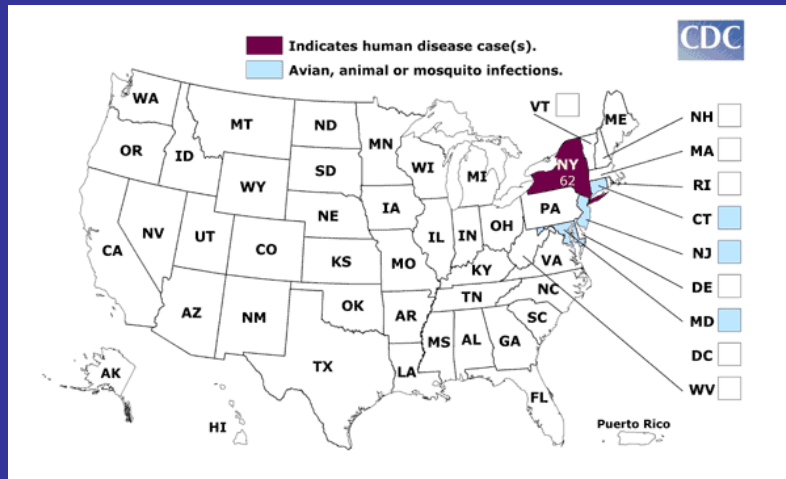 CDC
Indicates human disease case(s).
Avian, animal or mosquito infections.
WA
MT
ND
MN
VT
ME
NH
OR
ID
SD
WI
MI
NY
62
MA
WY
RI
IA
PA
NE
CT
NV
UT
CO
IL
IN
OH
NJ
CA
KS
MO
KY
VA
DE
AZ
NM
OK
AR
TN
NC
MD
SC
MS
AL
GA
DC
TX
LA
AK
WV
FL
HI
Puerto Rico